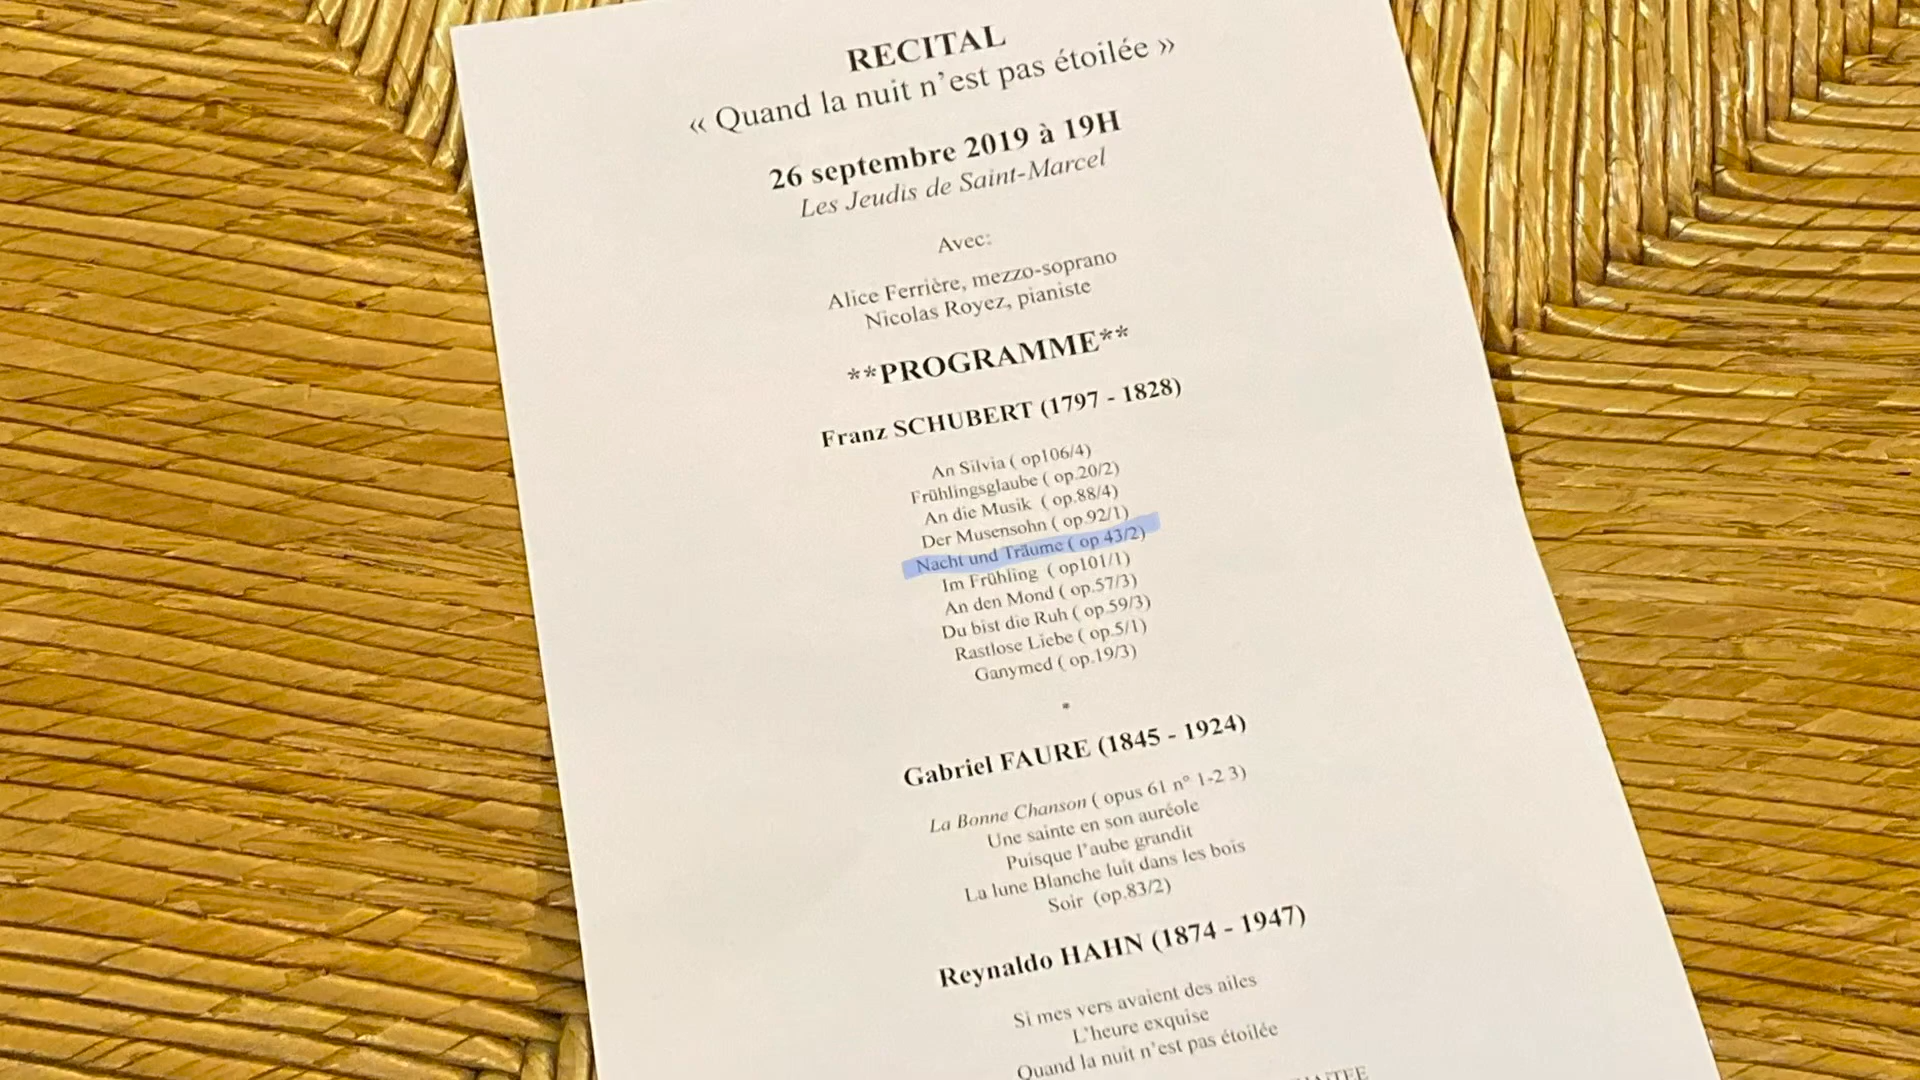 RECITAL
« Quand la nuit n’est pas étoilée »
26 septembre 2019 à 19H
Les Jeudis de Saint-Marcel
Avec:
Alice Ferrière, mezzo-soprano
Nicolas Royez, pianiste
**PROGRAMME**
Franz SCHUBERT (1797 - 1828)
An Silvia ( op106/4)
Frühlingsglaube ( op.20/2)
An die Musik ( op.88/4)
Der Musensohn ( op.92/1)
Nacht und Träume ( op 43/2)
Im Frühling ( op101/1)
An den Mond ( op.57/3)
Du bist die Ruh ( op.59/3)
Rastlose Liebe ( op.5/1)
Ganymed ( op.19/3)
*
Gabriel FAURE (1845 - 1924)
La Bonne Chanson ( opus 61 n° 1-2 3)
Une sainte en son auréole
Puisque l’aube grandit
La lune Blanche luit dans les bois
Soir (op.83/2)
Reynaldo HAHN (1874 - 1947)
Si mes vers avaient des ailes
L’heure exquise
Quand la nuit n’est pas étoilée